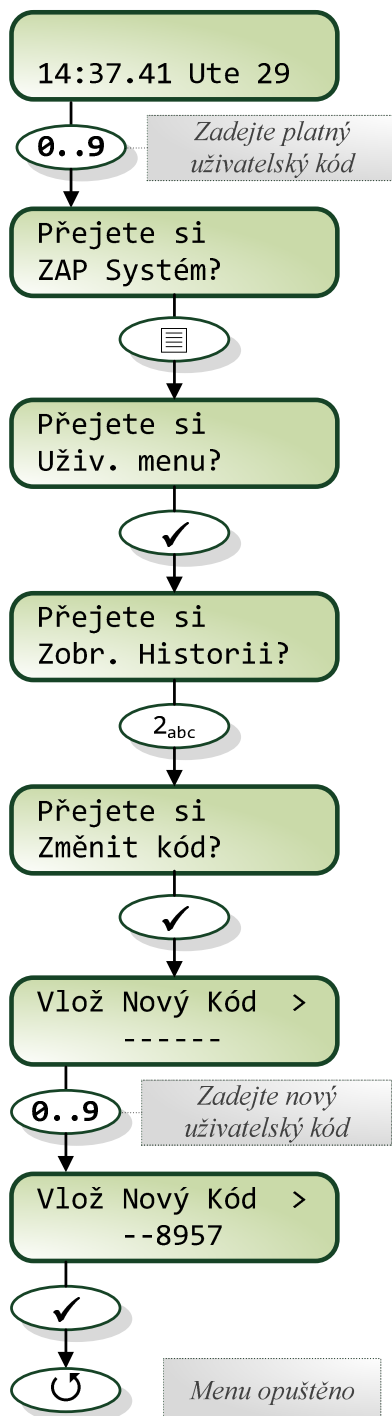 14:37.41 Ute 29
0..9
Zadejte platný
uživatelský kód
Přejete si
ZAP Systém?
Přejete si
Uživ. menu?
✓
Přejete si
Zobr. Historii?
2abc
Přejete si
Změnit kód?
✓
Vlož Nový Kód >
------
0..9
Zadejte nový
uživatelský kód
Vlož Nový Kód >
--8957
✓
Menu opuštěno